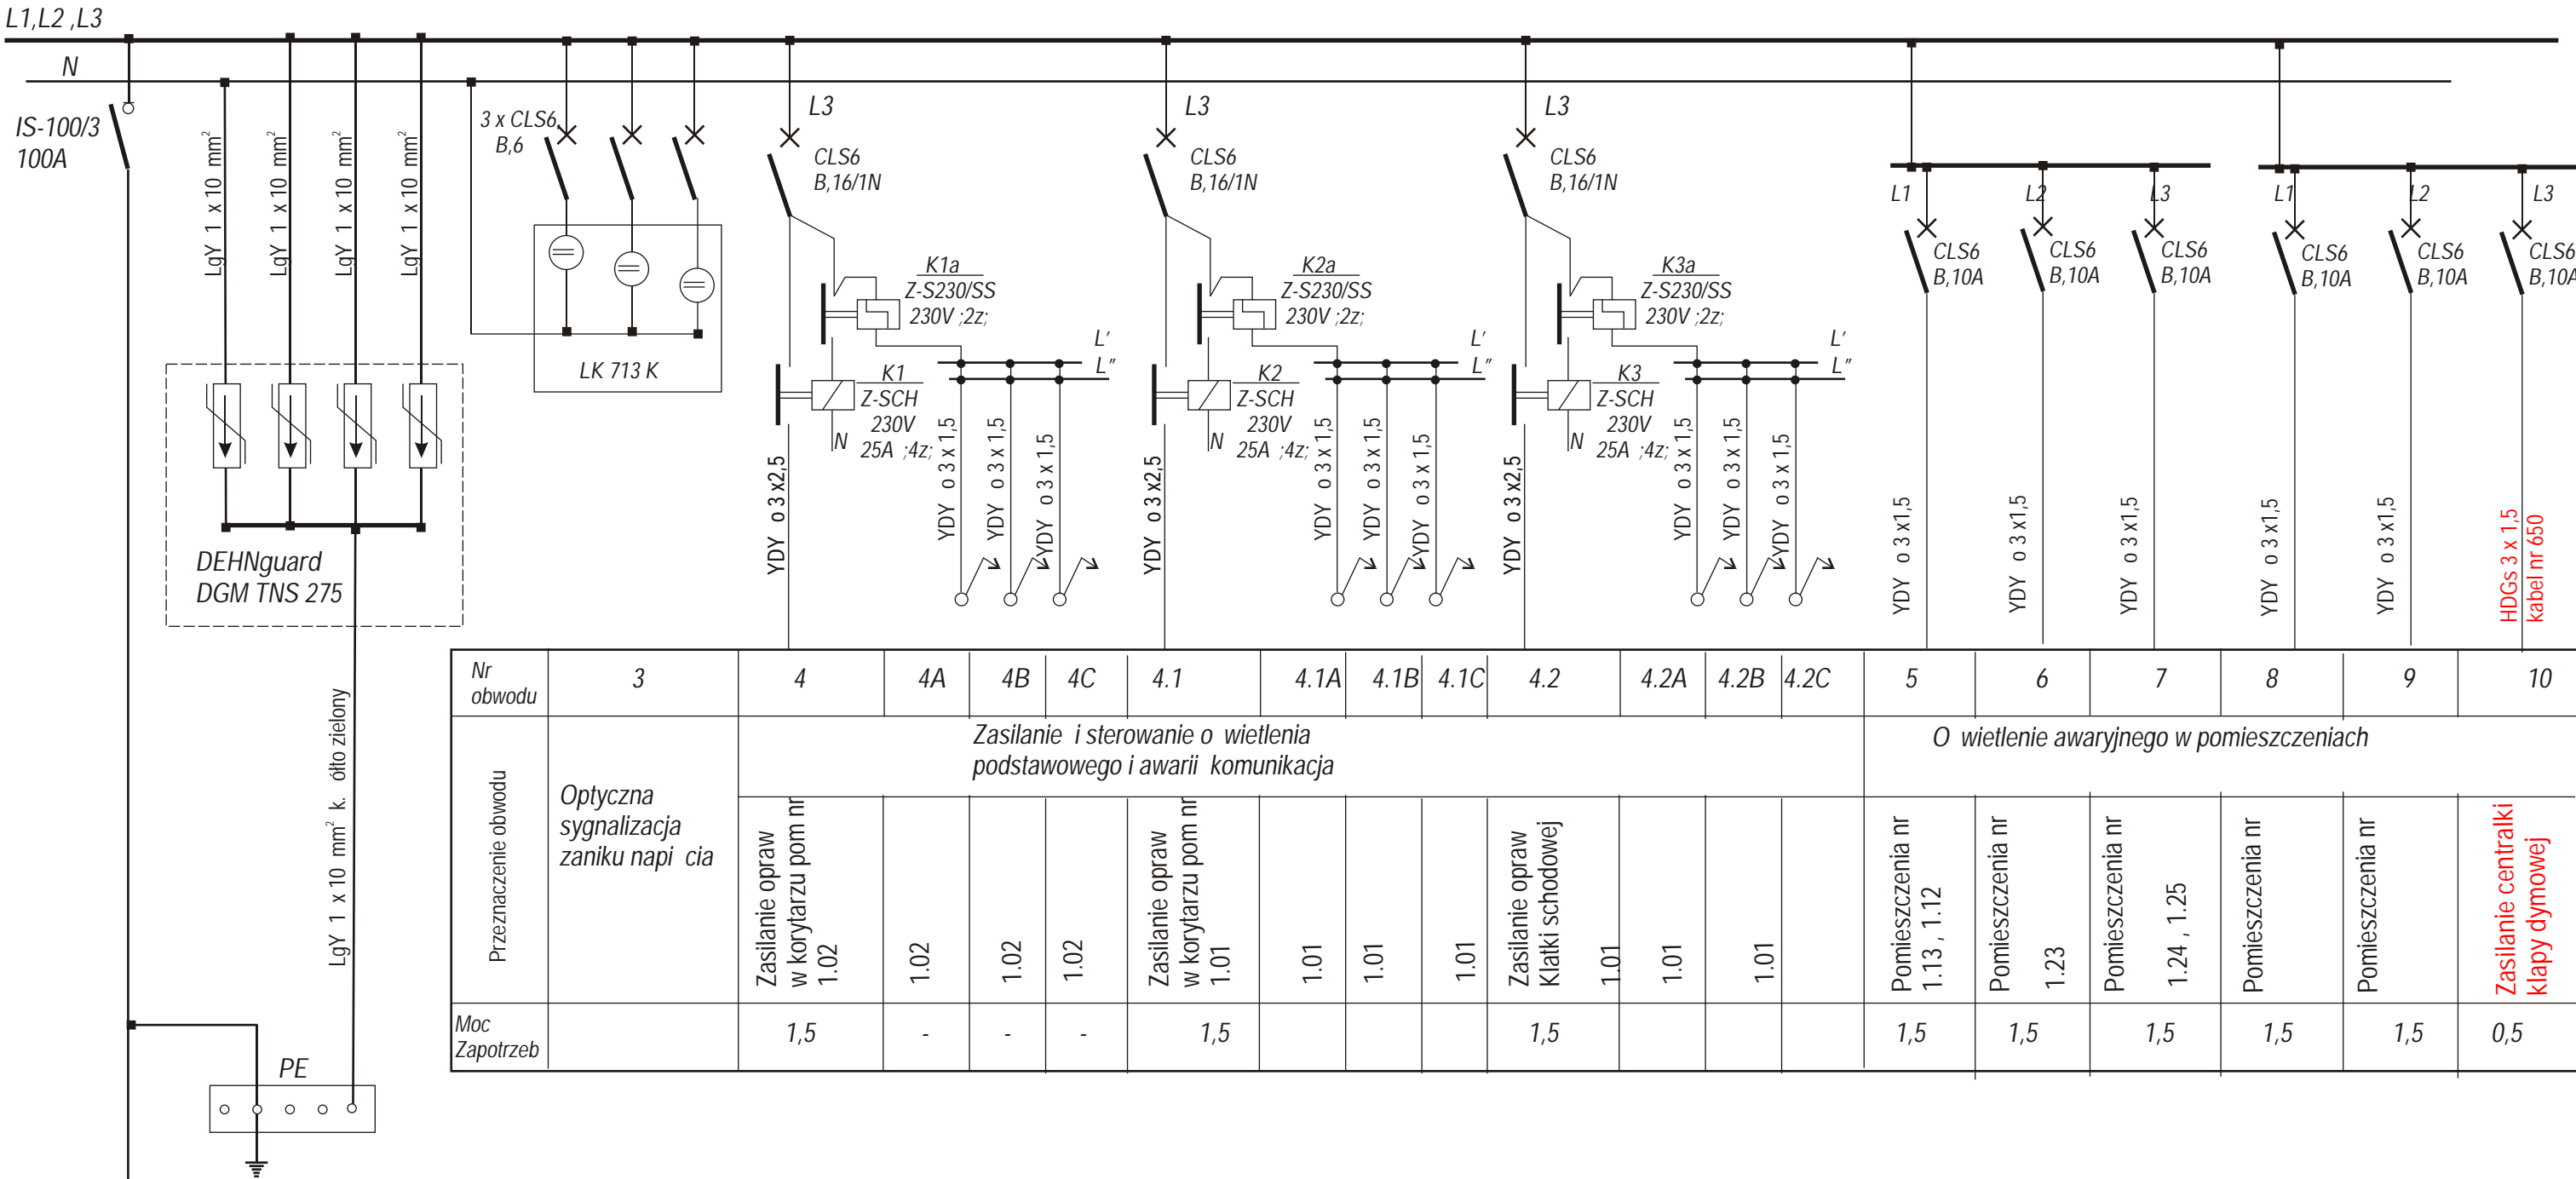 L1,L2 ,L3
N
IS-100/3
100A
LgY 1 x 10 mm²
LgY 1 x 10 mm²
LgY 1 x 10 mm²
LgY 1 x 10 mm²
DEHNguard
DGM TNS 275
LgY 1 x 10 mm² k. ółto zielony
PE
3 x CLS6,
B,6
LK 713 K
L3
CLS6
B,16/1N
K1a
Z-S230/SS
230V ;2z;
L'
L"
K1
Z-SCH
230V
25A ;4z;
N
YDY o 3 x2,5
YDY o 3 x 1,5
YDY o 3 x 1,5
YDY o 3 x 1,5
L3
CLS6
B,16/1N
K2a
Z-S230/SS
230V ;2z;
L'
L"
K2
Z-SCH
230V
25A ;4z;
N
YDY o 3 x2,5
YDY o 3 x 1,5
YDY o 3 x 1,5
YDY o 3 x 1,5
L3
CLS6
B,16/1N
K3a
Z-S230/SS
230V ;2z;
L'
L"
K3
Z-SCH
230V
25A ;4z;
N
YDY o 3 x2,5
YDY o 3 x 1,5
YDY o 3 x 1,5
YDY o 3 x 1,5
L1
CLS6
B,10A
YDY o 3 x1,5
L2
CLS6
B,10A
YDY o 3 x1,5
L3
CLS6
B,10A
YDY o 3 x1,5
L1
CLS6
B,10A
YDY o 3 x1,5
L2
CLS6
B,10A
YDY o 3 x1,5
L3
CLS6
B,10A
HDGs 3 x 1,5
kabel nr 650
Nr
obwodu
3
4
4A
4B
4C
4.1
4.1A
4.1B
4.1C
4.2
4.2A
4.2B
4.2C
5
6
7
8
9
10
Przeznaczenie obwodu
Optyczna
sygnalizacja
zaniku napi cia
Zasilanie i sterowanie o wietlenia
podstawowego i awarii komunikacja
O wietlenie awaryjnego w pomieszczeniach
Zasilanie opraw
w korytarzu pom nr
1.02
1.02
1.02
1.02
Zasilanie opraw
w korytarzu pom nr
1.01
1.01
1.01
1.01
Zasilanie opraw
Klatki schodowej
1.01
1.01
1.01
Pomieszczenia nr
1.13 , 1.12
Pomieszczenia nr
1.23
Pomieszczenia nr
1.24 , 1.25
Pomieszczenia nr
Pomieszczenia nr
Zasilanie centralki
klapy dymowej
Moc
Zapotrzeb
1,5
-
-
-
1,5
1,5
1,5
1,5
1,5
1,5
1,5
0,5